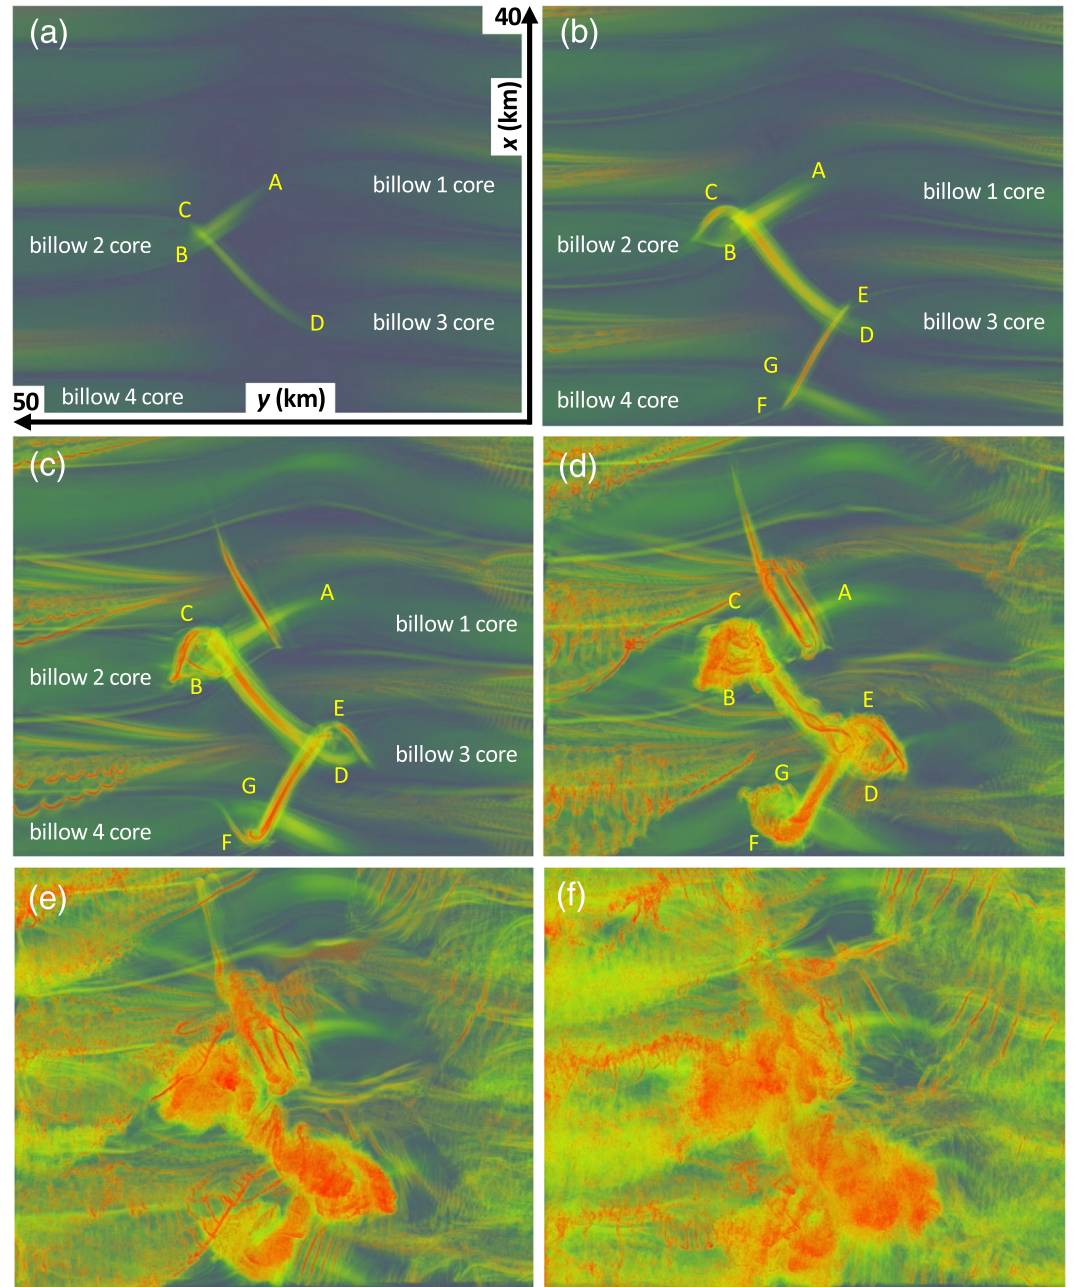 (a)
40
x (km)
A
billow 1 core
C
billow 2 core
B
D
billow 3 core
50
billow 4 core
y (km)
(b)
A
C
billow 1 core
billow 2 core
B
E
billow 3 core
D
G
billow 4 core
F
(c)
A
C
billow 1 core
billow 2 core
B
E
billow 3 core
D
G
billow 4 core
F
(d)
C
A
B
E
G
D
F
(e)
(f)